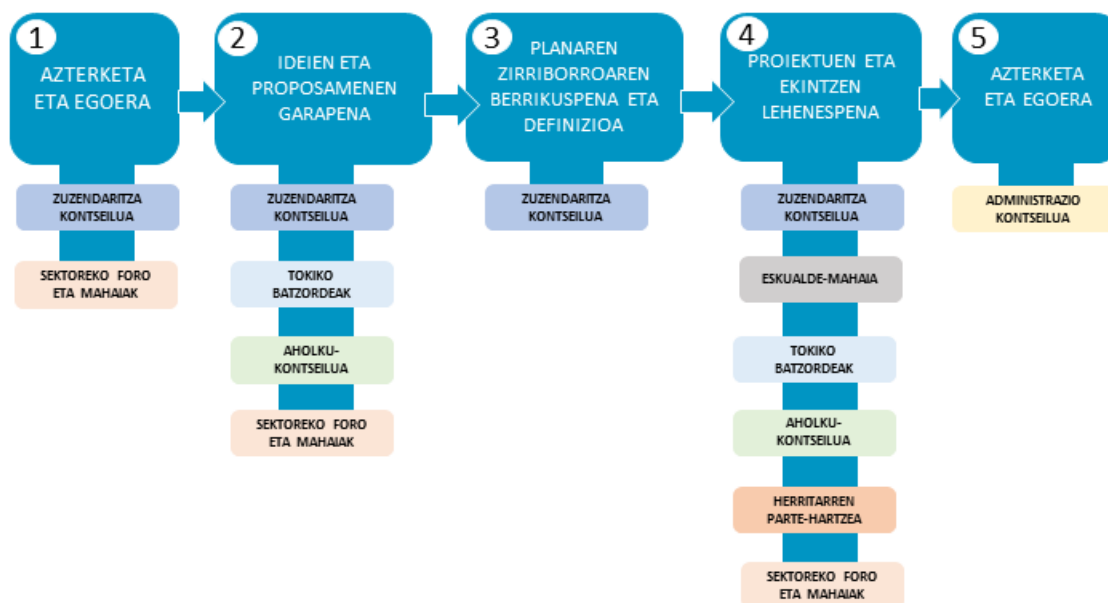 1
AZTERKETA
ETA EGOERA
ZUZENDARITZA
KONTSEILUA
SEKTOREKO FORO
ETA MAHAIAK
2
IDEIEN ETA
PROPOSAMENEN
GARAPENA
ZUZENDARITZA
KONTSEILUA
TOKIKO
BATZORDEAK
AHOLKU-
KONTSEILUA
SEKTOREKO FORO
ETA MAHAIAK
3
PLANAREN
ZIRRIBORROAREN
BERRIKUSPENA ETA
DEFINIZIOA
ZUZENDARITZA
KONTSEILUA
4
PROIEKTUEN ETA
EKINTZEN
LEHENESPENA
ZUZENDARITZA
KONTSEILUA
ESKUALDE-MAHAIA
TOKIKO
BATZORDEAK
AHOLKU-
KONTSEILUA
HERRITARREN
PARTE-HARTZEA
SEKTOREKO FORO
ETA MAHAIAK
5
AZTERKETA
ETA EGOERA
ADMINISTRAZIO
KONTSEILUA